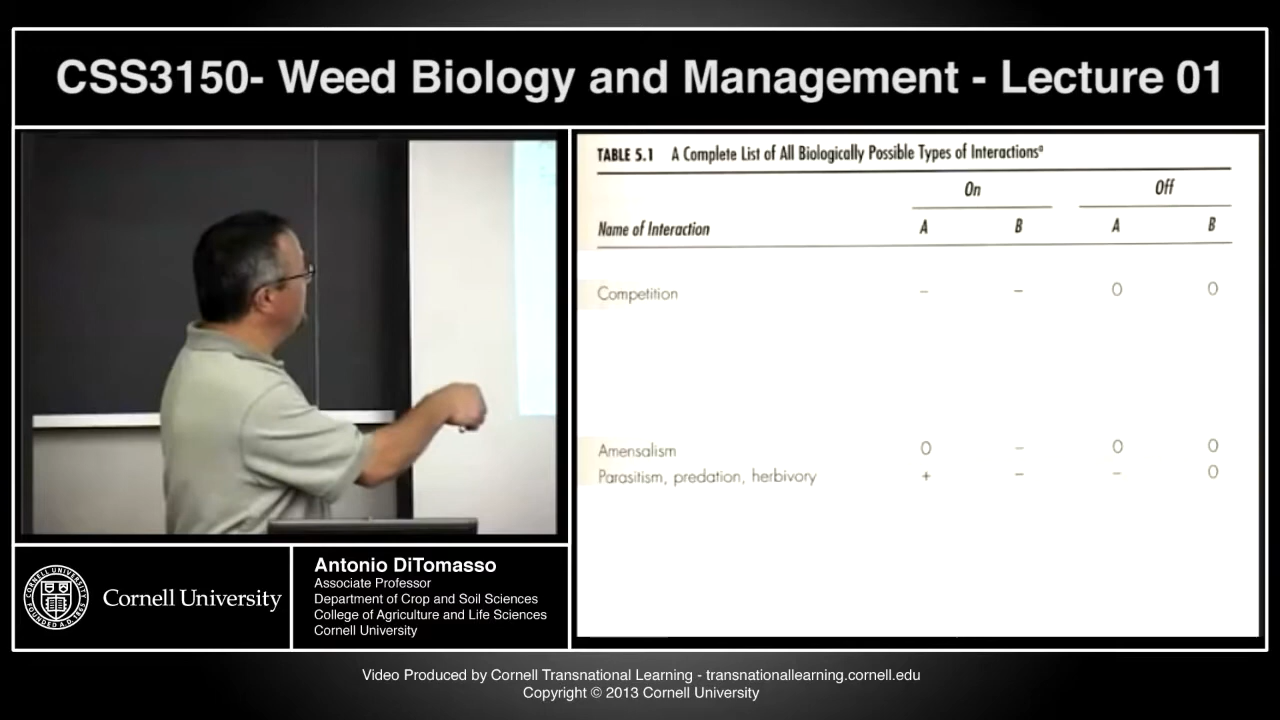 CSS3150- Weed Biology and Management - Lecture 01
TABLE 5.1 A Complete List of All Biologically Possible Types of Interactionsᵃ
On Off
Name of Interaction A B A B
Competition – – 0 0
Amensalism 0 – 0 0
Parasitism, predation, herbivory + – – 0
Cornell University
Antonio DiTomasso
Associate Professor
Department of Crop and Soil Sciences
College of Agriculture and Life Sciences
Cornell University
Video Produced by Cornell Transnational Learning - transnationallearning.cornell.edu
Copyright © 2013 Cornell University